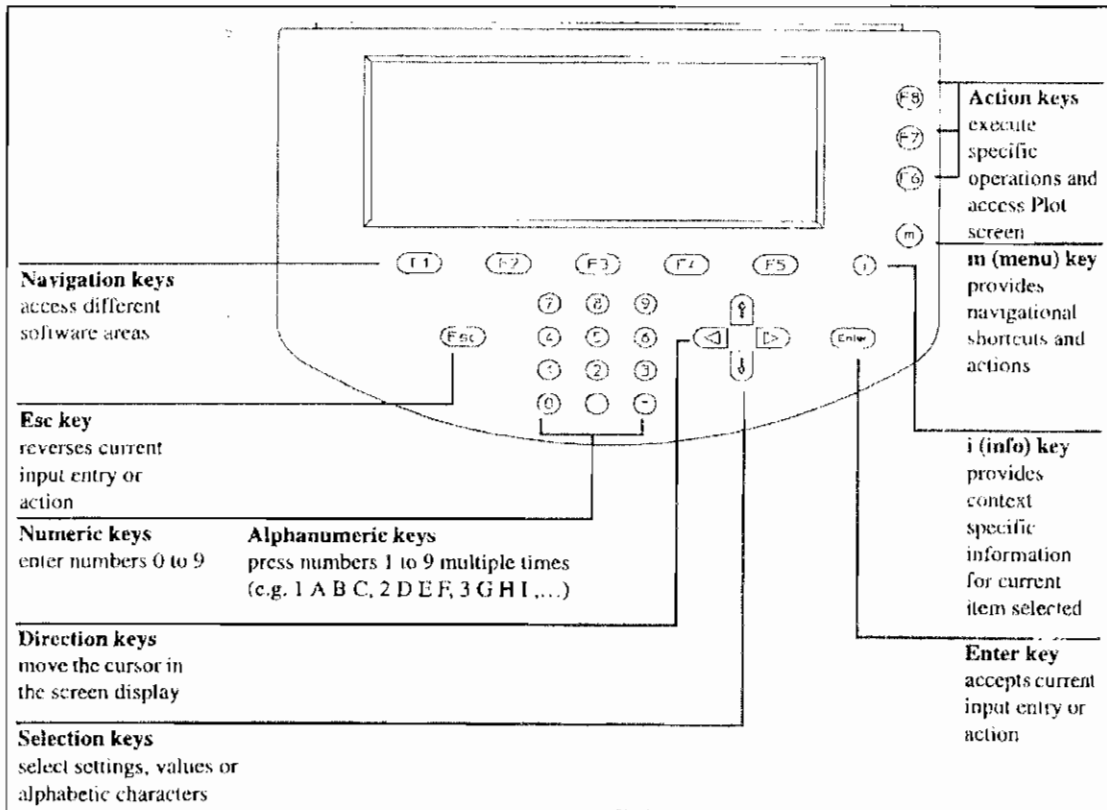 F8
F7
F6
m
F1
F2
F3
F4
F5
i
7
8
9
Esc
4
5
6
Enter
1
2
3
0
-
Navigation keys
access different
software areas
Esc key
reverses current
input entry or
action
Numeric keys
enter numbers 0 to 9
Alphanumeric keys
press numbers 1 to 9 multiple times
(e.g. 1 A B C, 2 D E F, 3 G H I ,...)
Direction keys
move the cursor in
the screen display
Selection keys
select settings, values or
alphabetic characters
Action keys
execute
specific
operations and
access Plot
screen
m (menu) key
provides
navigational
shortcuts and
actions
i (info) key
provides
context
specific
information
for current
item selected
Enter key
accepts current
input entry or
action